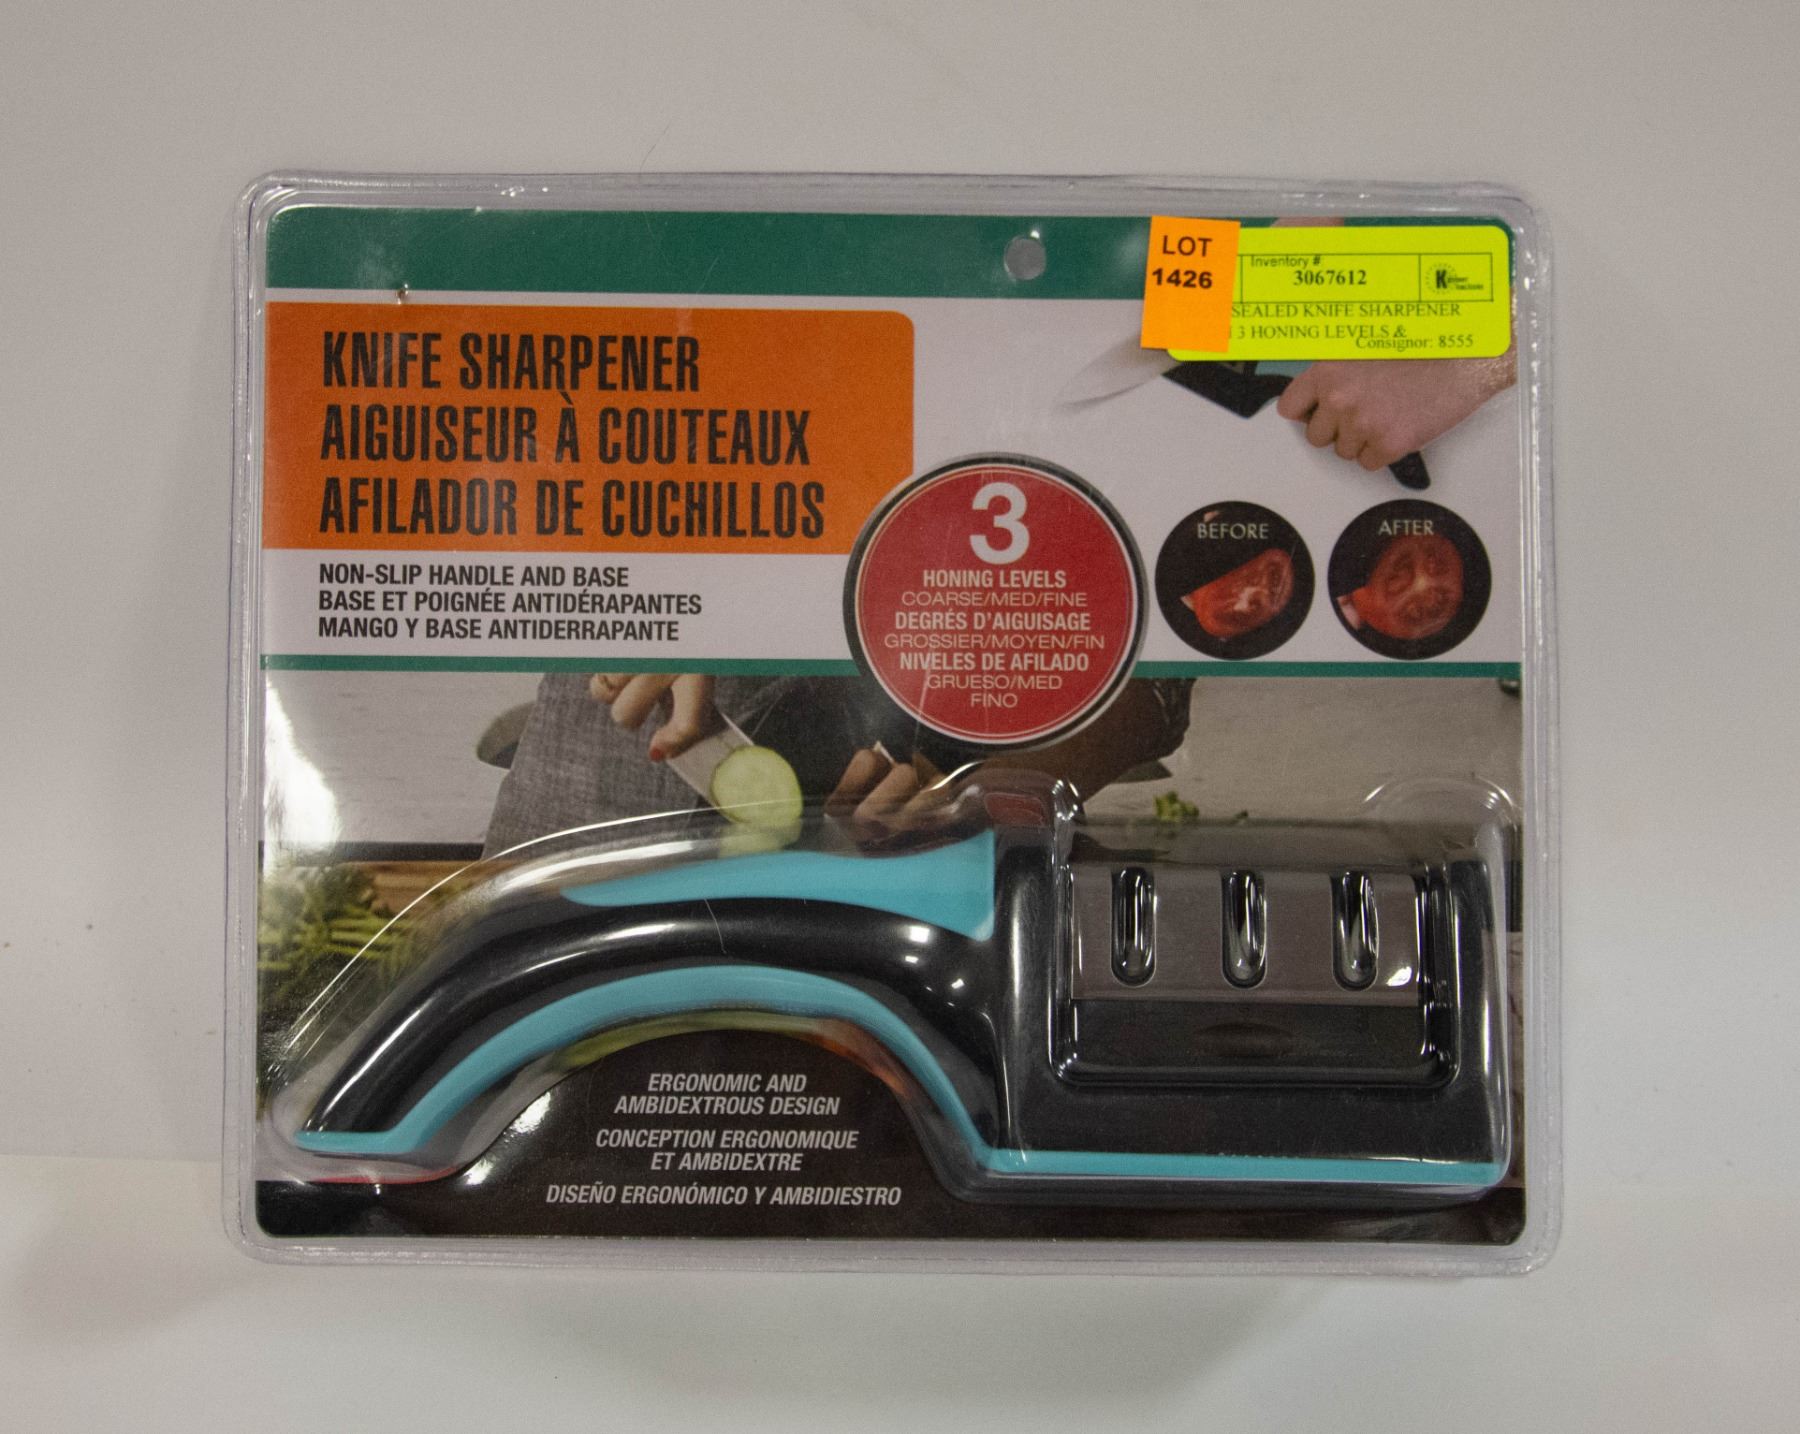 LOT
1426
Inventory #
3067612
SEALED KNIFE SHARPENER
3 HONING LEVELS &
Consignor: 8555
KNIFE SHARPENER
AIGUISEUR À COUTEAUX
AFILADOR DE CUCHILLOS
NON-SLIP HANDLE AND BASE
BASE ET POIGNÉE ANTIDÉRAPANTES
MANGO Y BASE ANTIDERRAPANTE
3
HONING LEVELS
COARSE/MED/FINE
DEGRÉS D'AIGUISAGE
GROSSIER/MOYEN/FIN
NIVELES DE AFILADO
GRUESO/MED
FINO
BEFORE
AFTER
ERGONOMIC AND
AMBIDEXTROUS DESIGN
CONCEPTION ERGONOMIQUE
ET AMBIDEXTRE
DISEÑO ERGONÓMICO Y AMBIDIESTRO